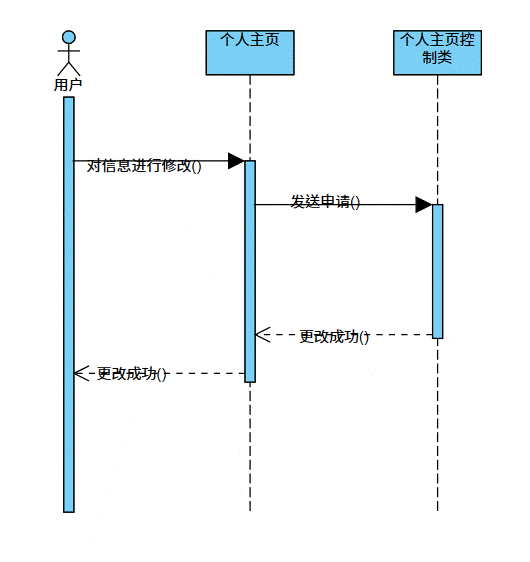 个人主页
个人主页控
制类
用户
对信息进行修改()
发送申请()
更改成功()
更改成功()